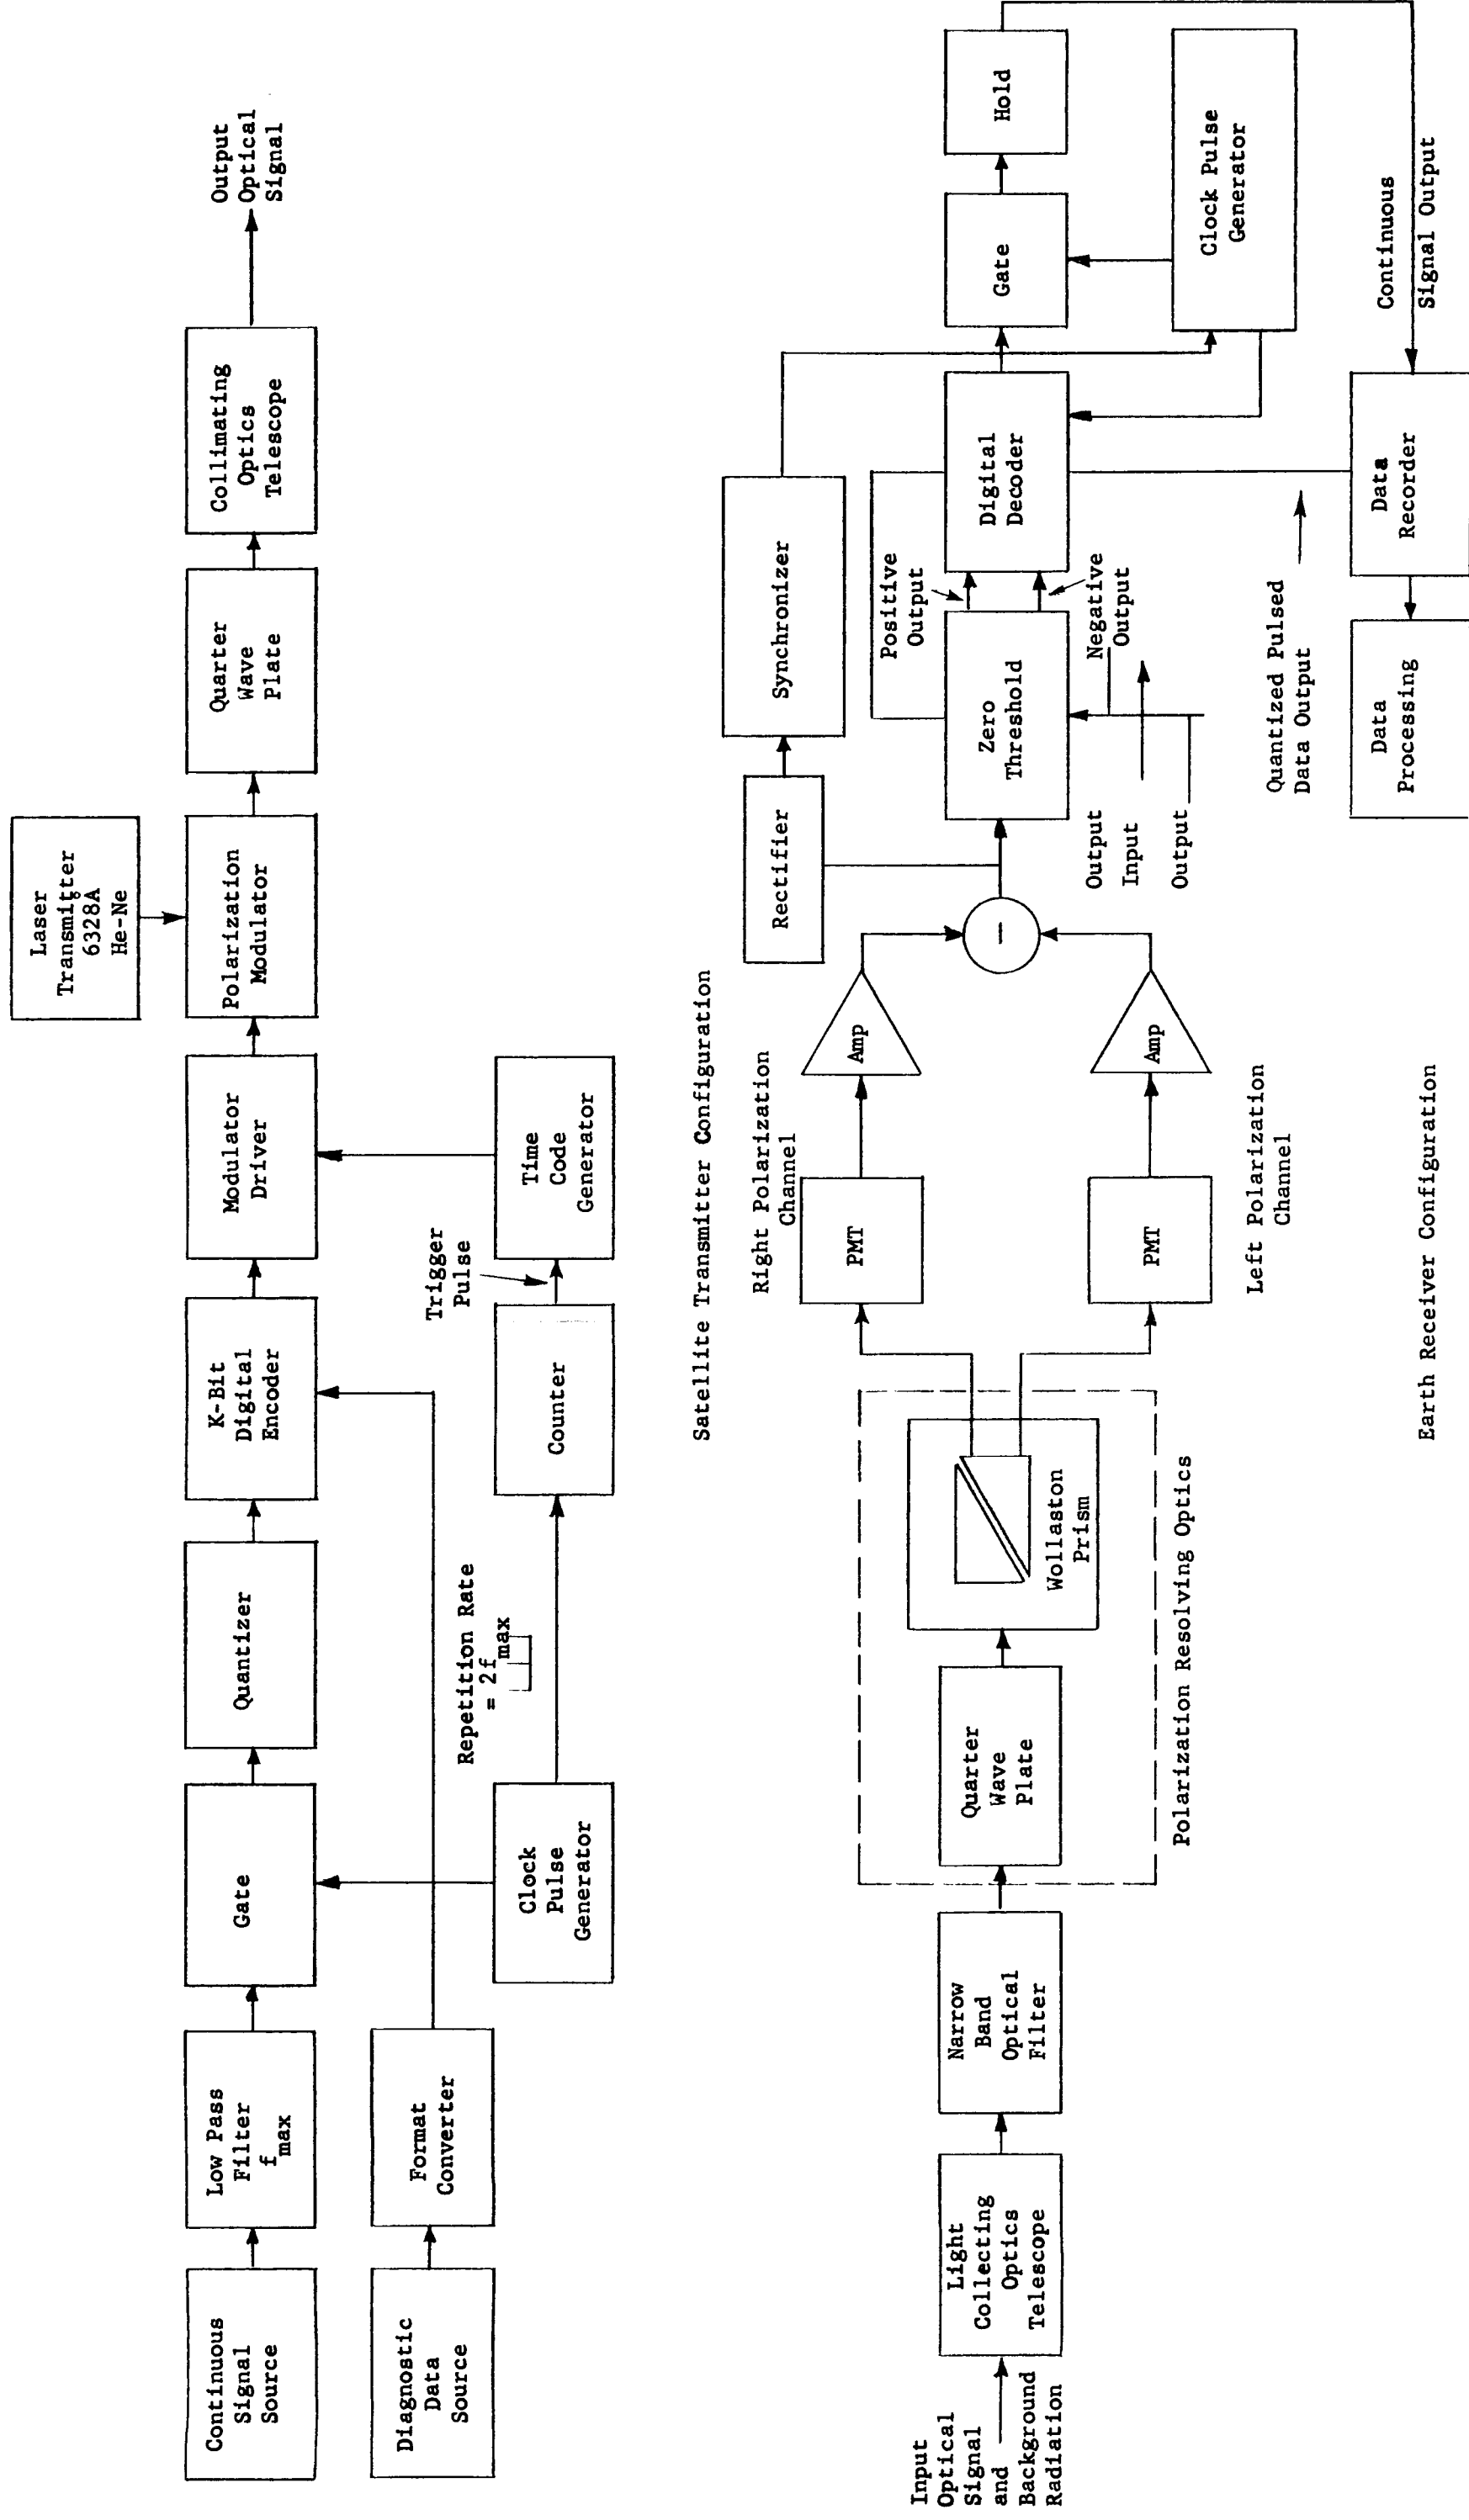 Continuous
Signal
Source
Low Pass
Filter
f max
Gate
Quantizer
K-Bit
Digital
Encoder
Modulator
Driver
Polarization
Modulator
Laser
Transmitter
6328A
He-Ne
Quarter
Wave
Plate
Collimating
Optics
Telescope
Output
Optical
Signal
Diagnostic
Data
Source
Format
Converter
Clock
Pulse
Generator
Repetition Rate
= 2f max
Counter
Trigger
Pulse
Time
Code
Generator
Satellite Transmitter Configuration
Input
Optical
Signal
and
Background
Radiation
Light
Collecting
Optics
Telescope
Narrow
Band
Optical
Filter
Quarter
Wave
Plate
Wollaston
Prism
Polarization Resolving Optics
Right Polarization
Channel
PMT
Amp
Left Polarization
Channel
PMT
Amp
−
Rectifier
Synchronizer
Zero
Threshold
Output
Input
Output
Positive
Output
Negative
Output
Digital
Decoder
Gate
Hold
Clock Pulse
Generator
Continuous
Signal Output
Quantized Pulsed
Data Output
Data
Recorder
Data
Processing
Earth Receiver Configuration